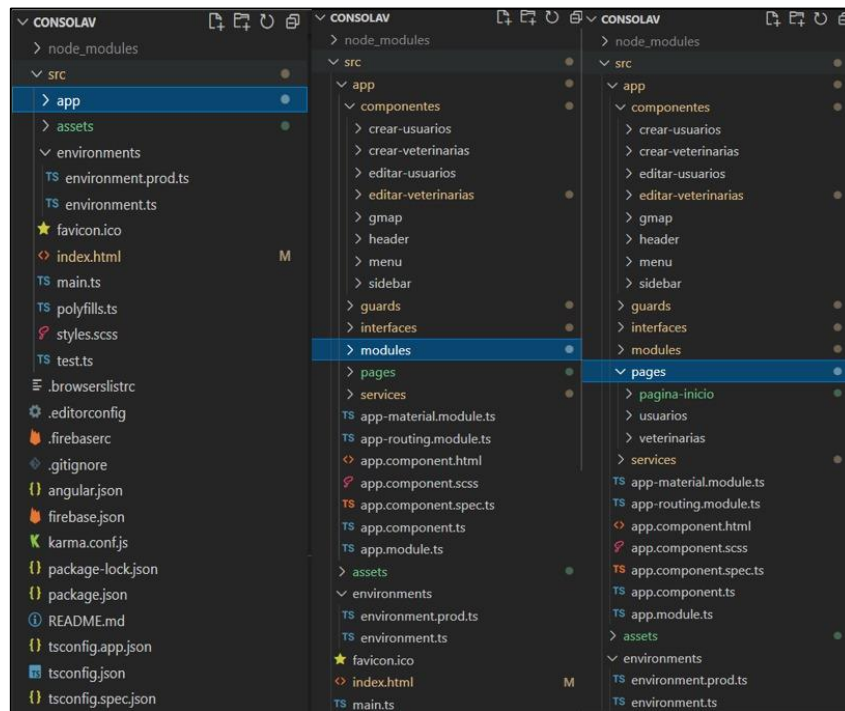 CONSOLAV
node_modules
src
app
assets
environments
TS environment.prod.ts
TS environment.ts
favicon.ico
index.html M
TS main.ts
TS polyfills.ts
styles.scss
TS test.ts
.browserslistrc
.editorconfig
.firebaserc
.gitignore
{} angular.json
firebase.json
karma.conf.js
{} package-lock.json
{} package.json
README.md
{} tsconfig.app.json
TS tsconfig.json
{} tsconfig.spec.json
CONSOLAV
node_modules
src
app
componentes
crear-usuarios
crear-veterinarias
editar-usuarios
editar-veterinarias
gmap
header
menu
sidebar
guards
interfaces
modules
pages
services
TS app-material.module.ts
TS app-routing.module.ts
app.component.html
app.component.scss
TS app.component.spec.ts
TS app.component.ts
TS app.module.ts
assets
environments
TS environment.prod.ts
TS environment.ts
favicon.ico
index.html M
TS main.ts
CONSOLAV
node_modules
src
app
componentes
crear-usuarios
crear-veterinarias
editar-usuarios
editar-veterinarias
gmap
header
menu
sidebar
guards
interfaces
modules
pages
pagina-inicio
usuarios
veterinarias
services
TS app-material.module.ts
TS app-routing.module.ts
app.component.html
app.component.scss
TS app.component.spec.ts
TS app.component.ts
TS app.module.ts
assets
environments
TS environment.prod.ts
TS environment.ts